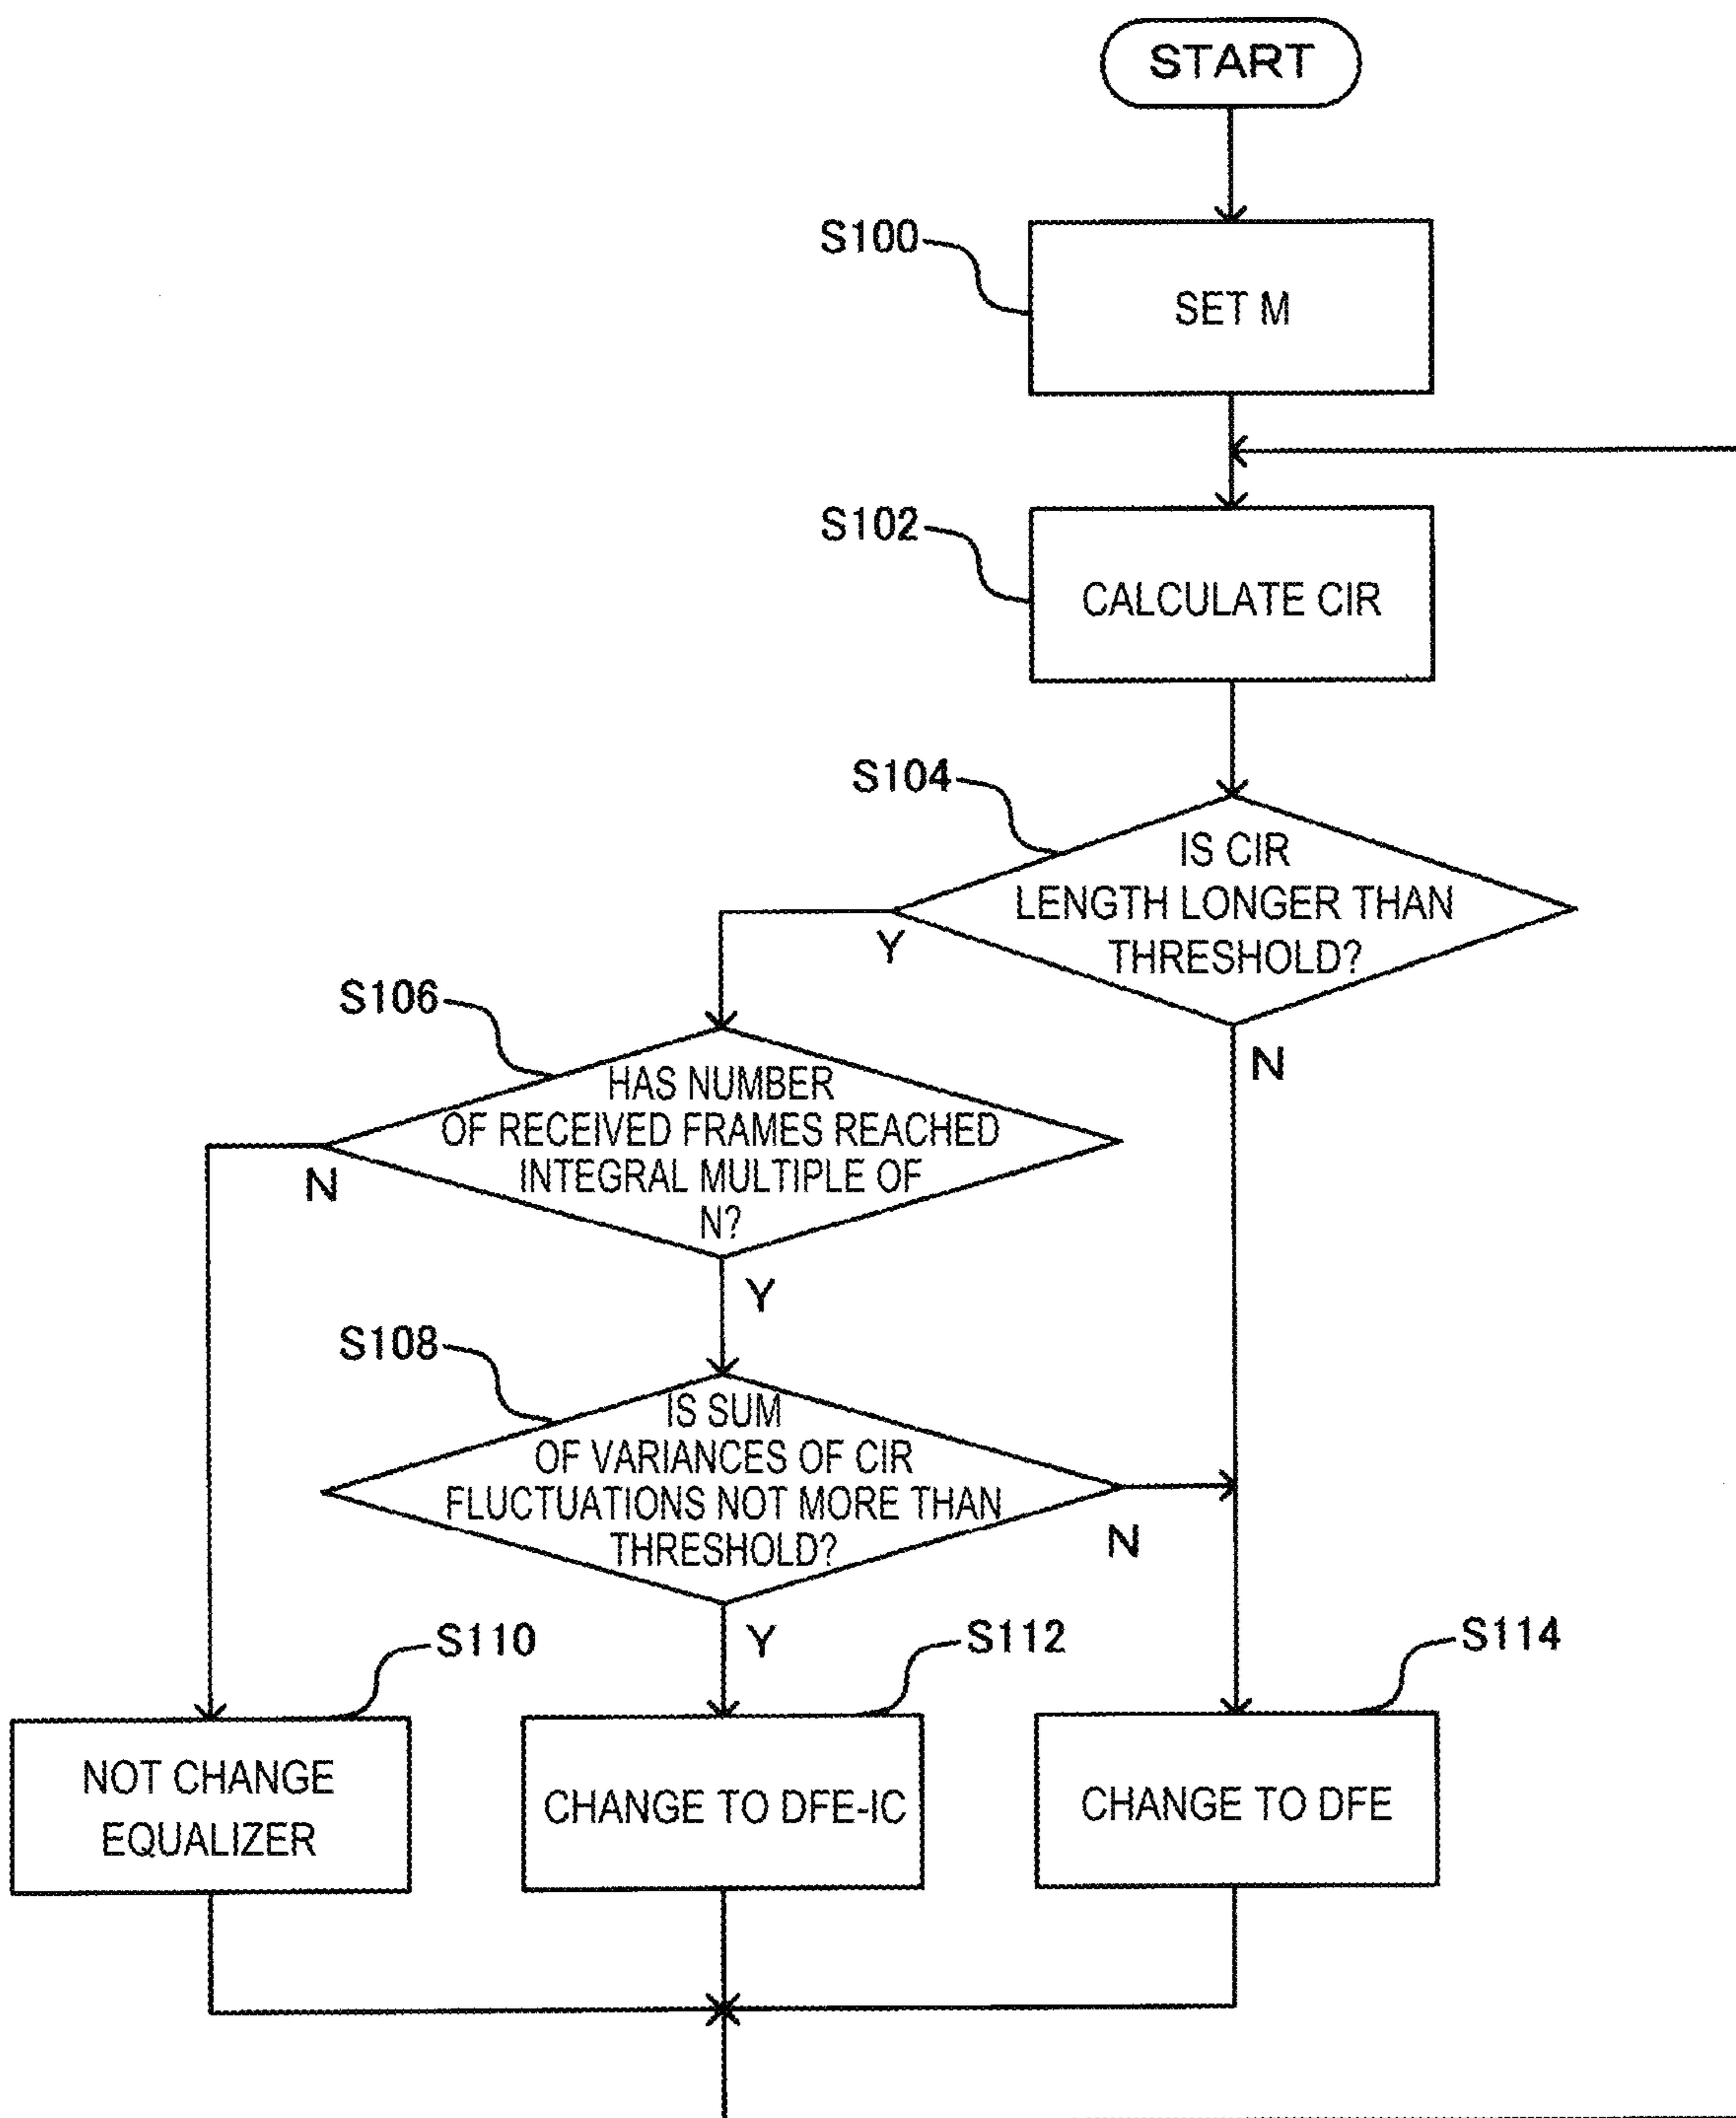 START
S100
SET M
S102
CALCULATE CIR
S104
IS CIR
LENGTH LONGER THAN
THRESHOLD?
Y
N
S106
HAS NUMBER
OF RECEIVED FRAMES REACHED
INTEGRAL MULTIPLE OF
N?
N
Y
S108
IS SUM
OF VARIANCES OF CIR
FLUCTUATIONS NOT MORE THAN
THRESHOLD?
N
Y
S110
NOT CHANGE
EQUALIZER
S112
CHANGE TO DFE-IC
S114
CHANGE TO DFE